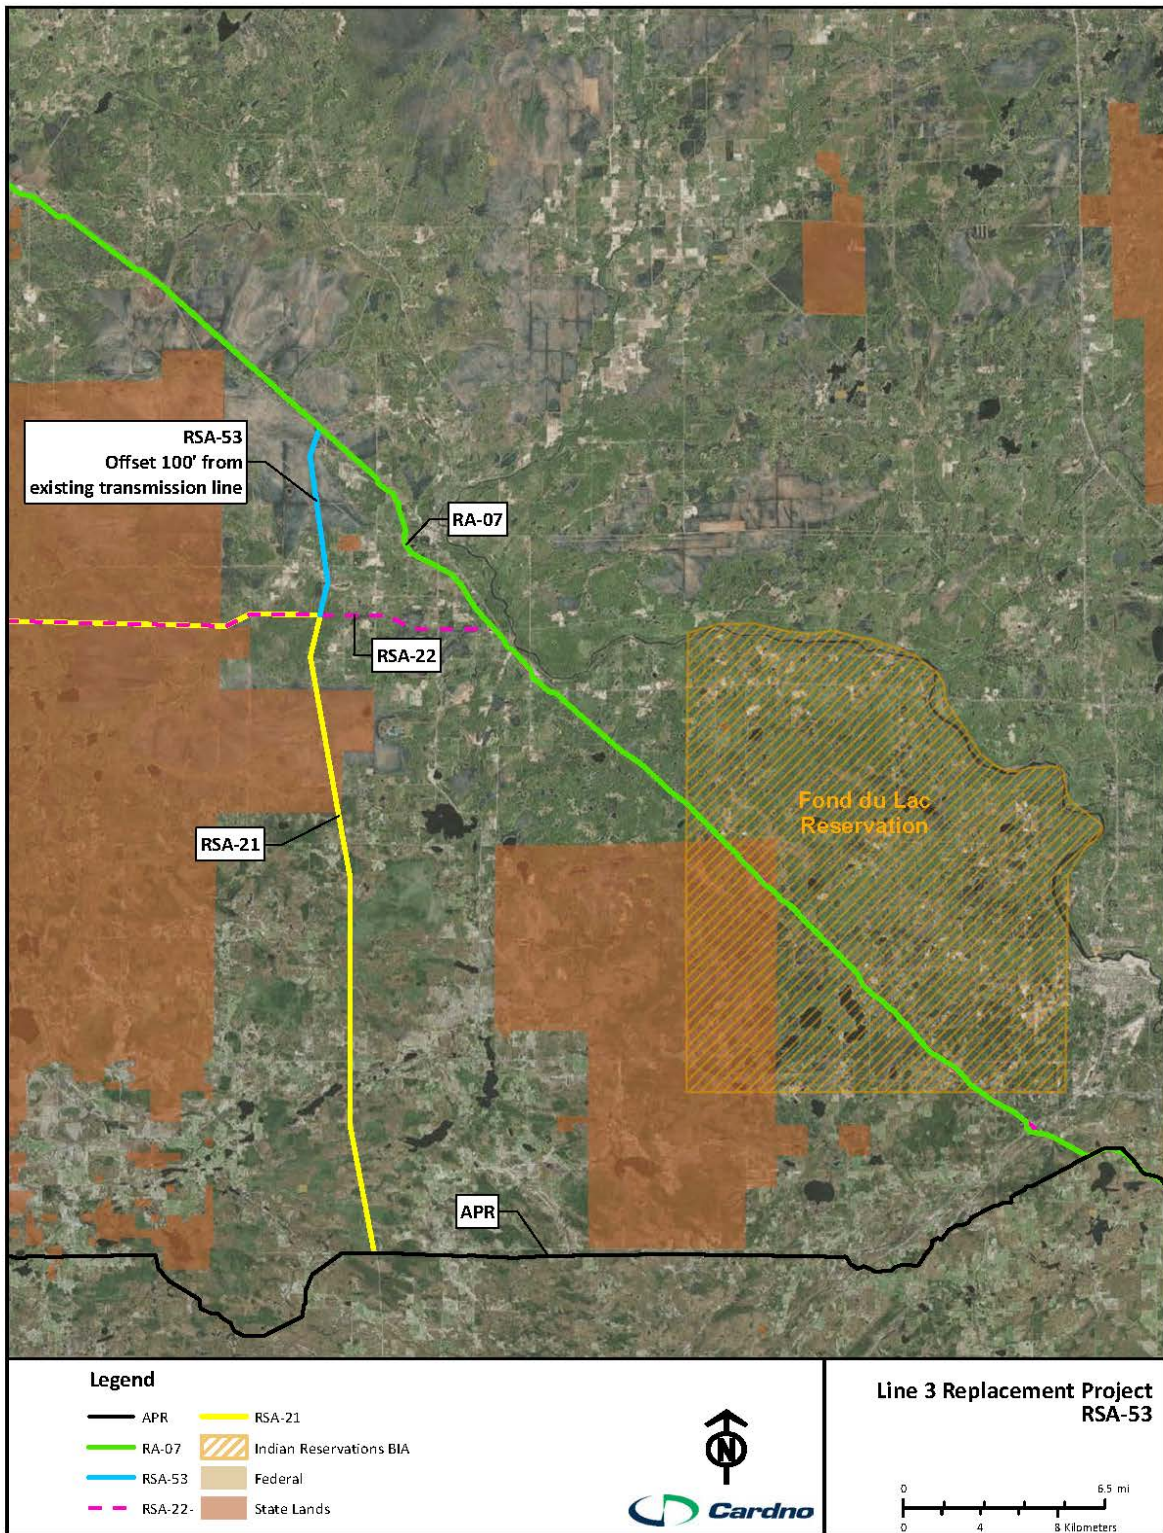 RSA-53
Offset 100' from
existing transmission line
RA-07
RSA-22
Fond du Lac
Reservation
RSA-21
APR
Legend
APR
RA-07
RSA-53
RSA-22-
RSA-21
Indian Reservations BIA
Federal
State Lands
N
Cardno
Line 3 Replacement Project
RSA-53
0 6.5 mi
0 4 8 Kilometers